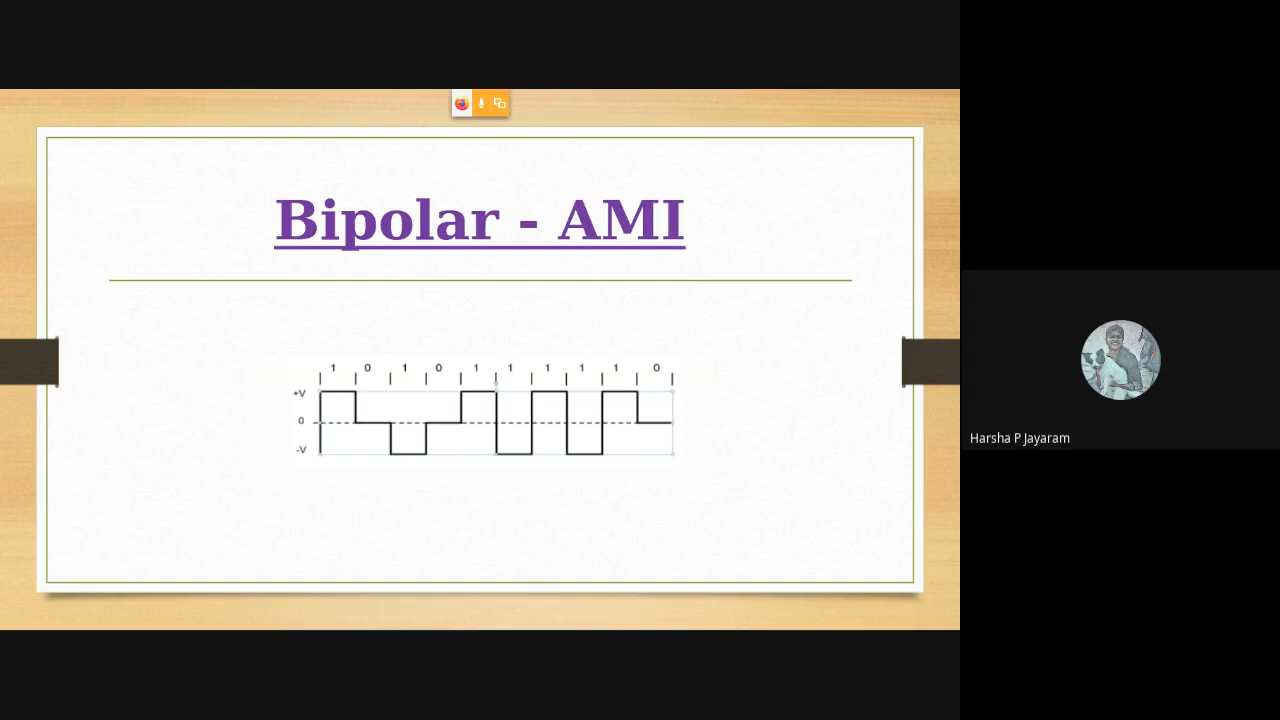 Bipolar - AMI
1 0 1 0 1 1 1 1 1 0
+V
0
-V
Harsha P Jayaram